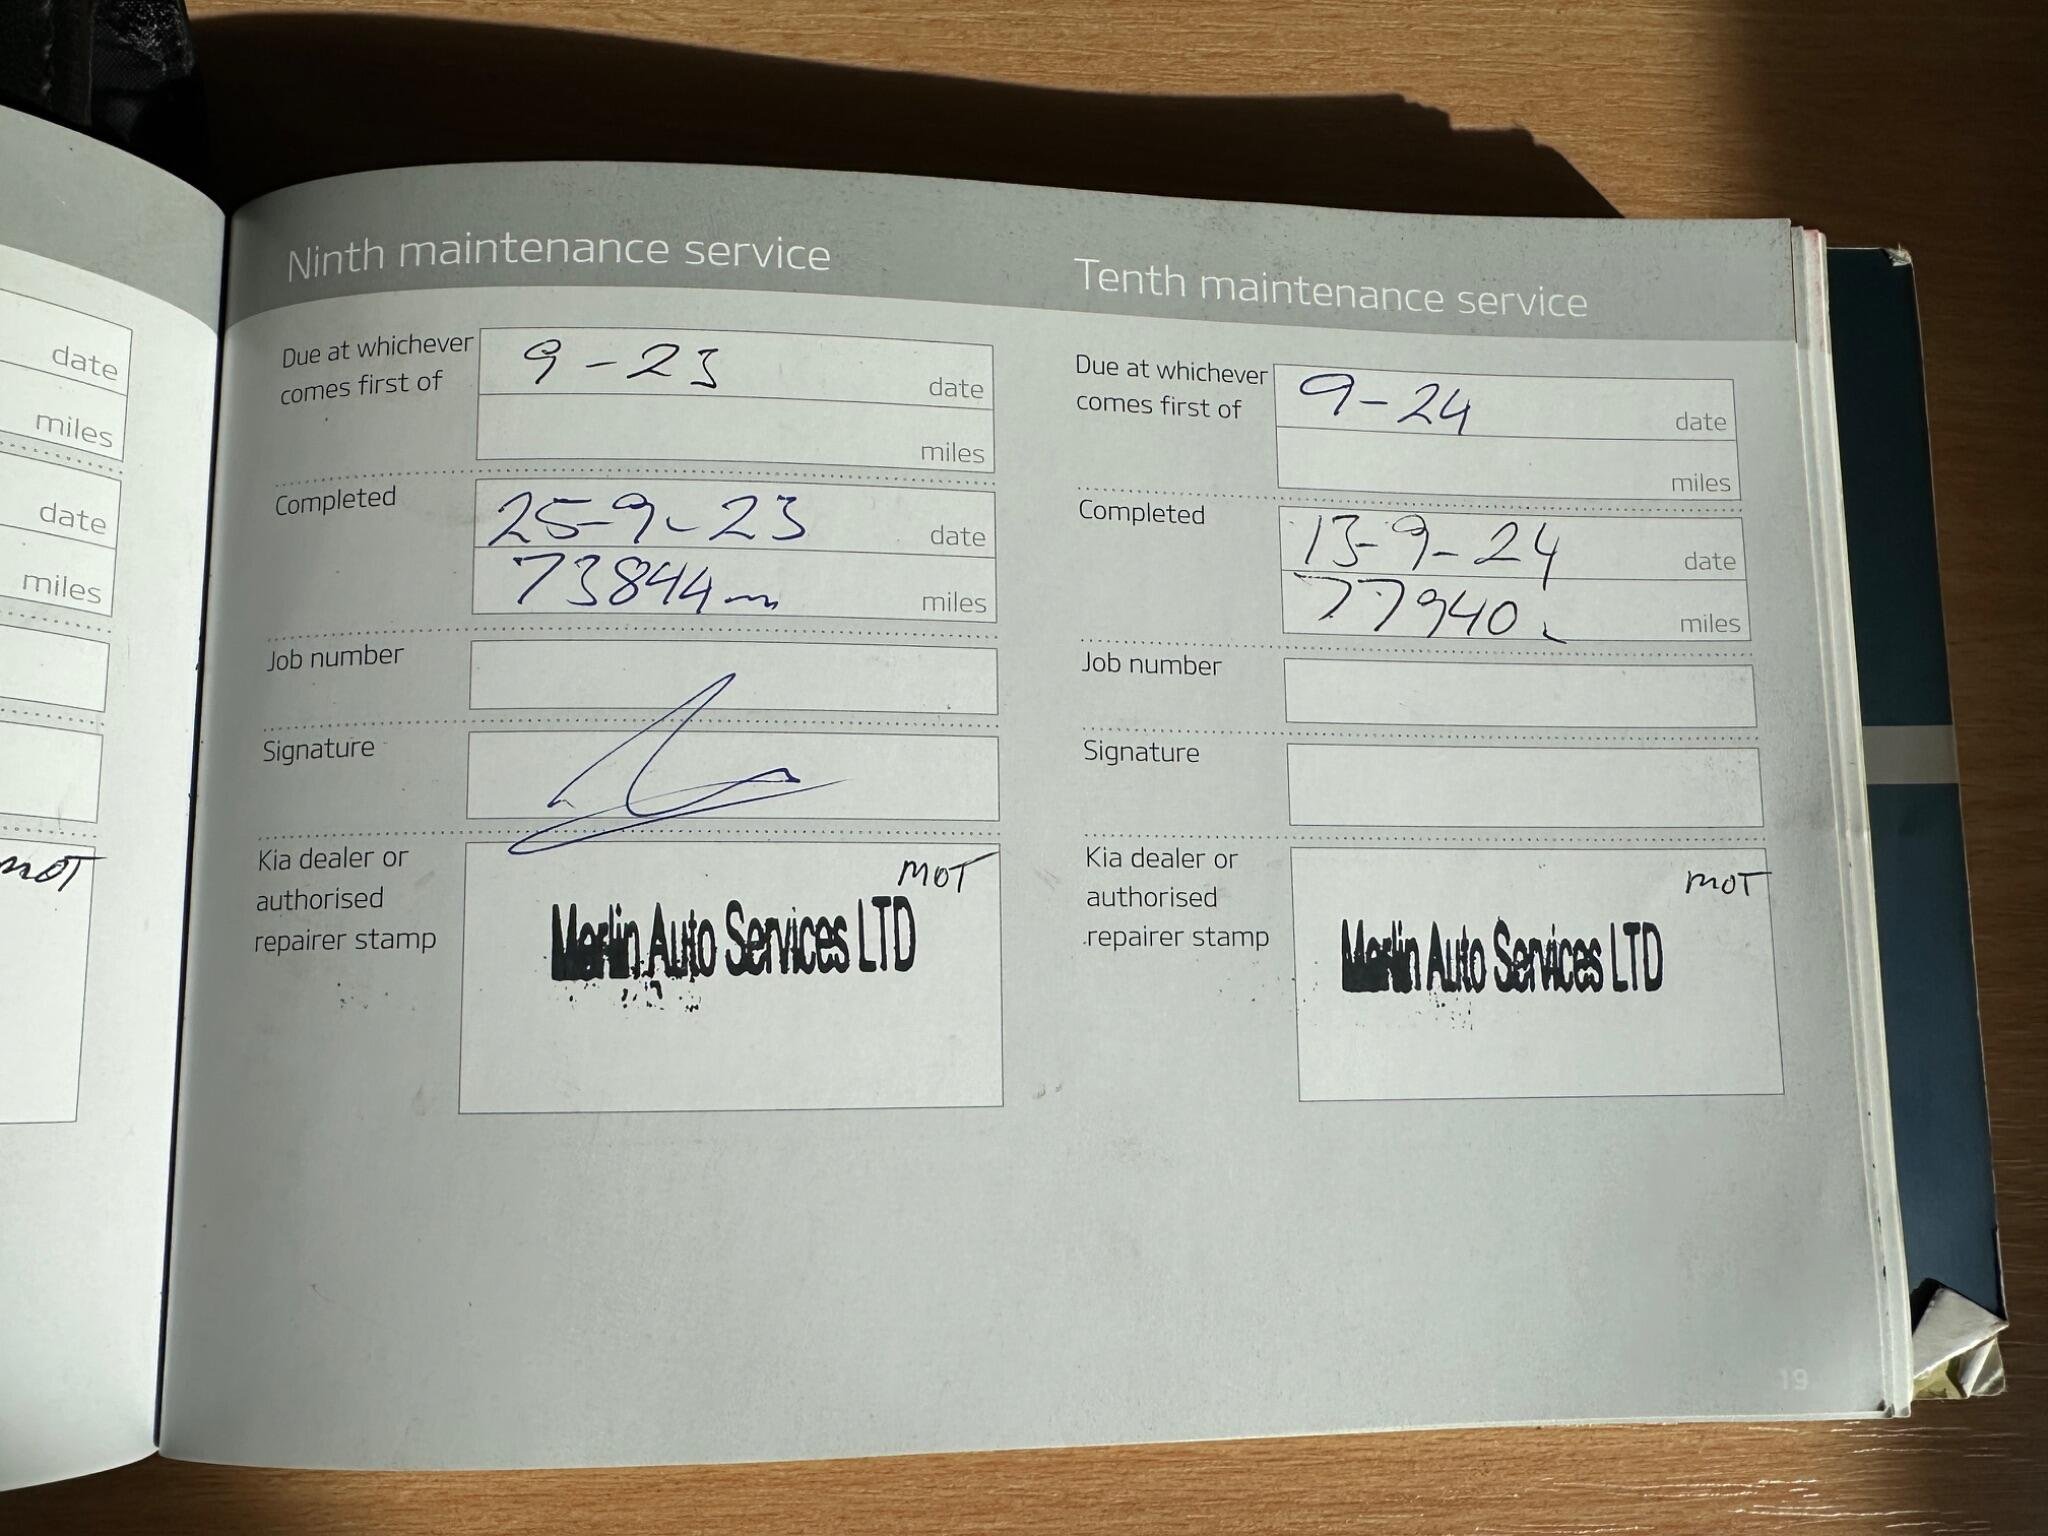 date
miles
date
miles
MOT
Ninth maintenance service
Due at whichever
comes first of
9-23
date
miles
Completed
25-9-23
date
73844m
miles
Job number
Signature
Kia dealer or
authorised
repairer stamp
MOT
Merlin Auto Services LTD
Tenth maintenance service
Due at whichever
comes first of
9-24
date
miles
Completed
13-9-24
date
77940
miles
Job number
Signature
Kia dealer or
authorised
repairer stamp
MOT
Merlin Auto Services LTD
19